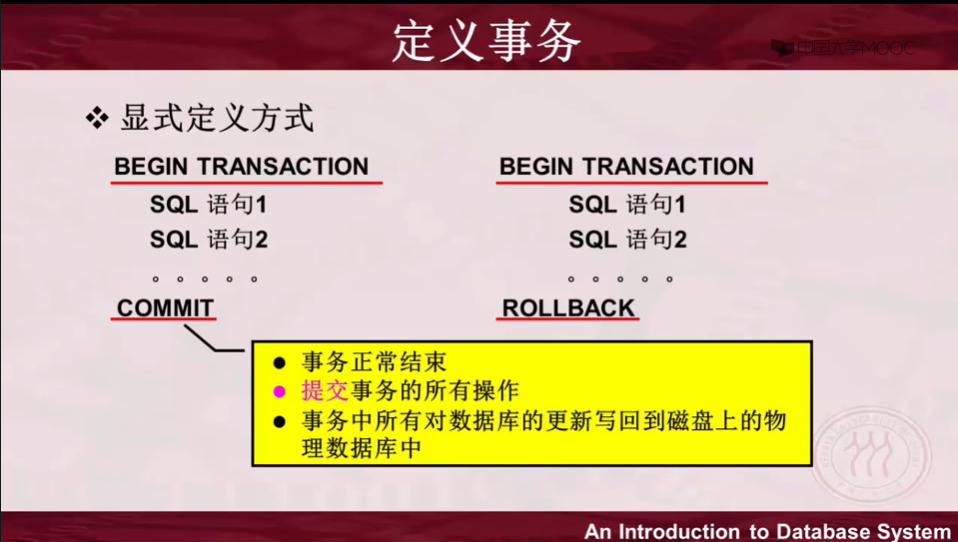 定义事务
中国大学MOOC
显式定义方式
BEGIN TRANSACTION
SQL 语句1
SQL 语句2
。。。。。
COMMIT
BEGIN TRANSACTION
SQL 语句1
SQL 语句2
。。。。。
ROLLBACK
事务正常结束
提交事务的所有操作
事务中所有对数据库的更新写回到磁盘上的物
理数据库中
An Introduction to Database System